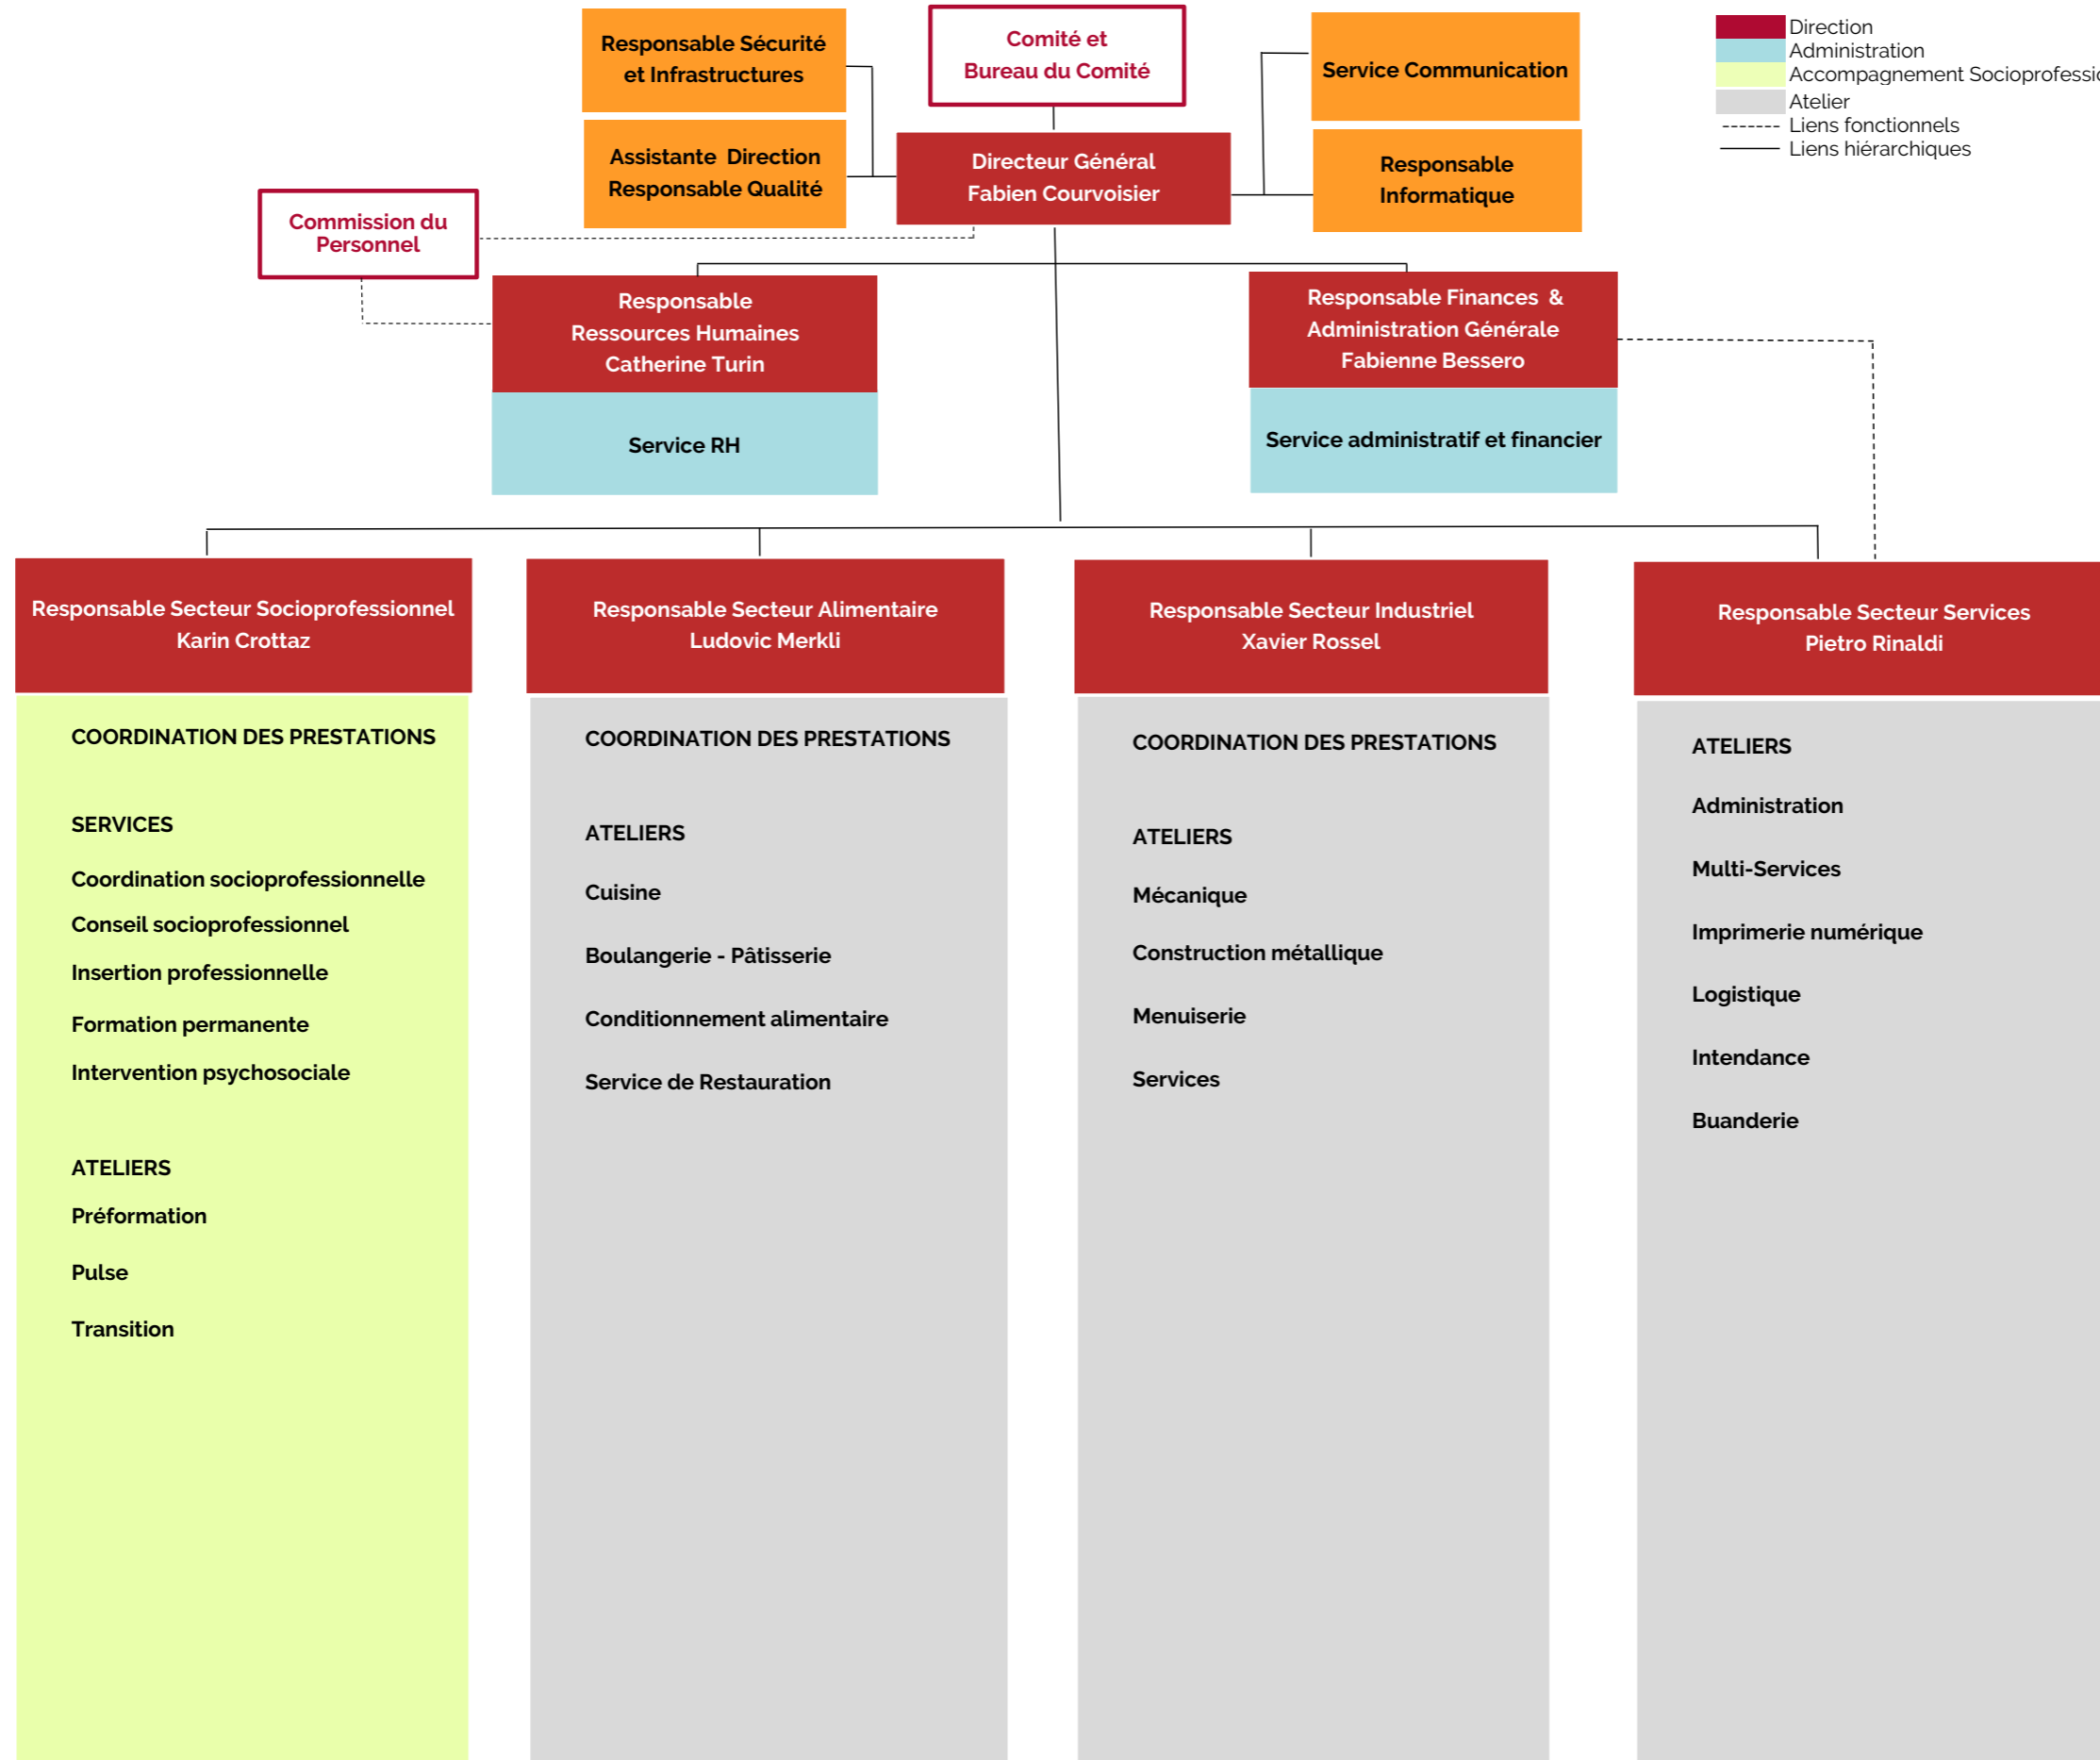 Responsable Sécurité
et Infrastructures
Comité et
Bureau du Comité
Service Communication
Direction
Administration
Accompagnement Socioprofessi
Atelier
Liens fonctionnels
Liens hiérarchiques
Assistante Direction
Responsable Qualité
Directeur Général
Fabien Courvoisier
Responsable
Informatique
Commission du
Personnel
Responsable
Ressources Humaines
Catherine Turin
Responsable Finances &
Administration Générale
Fabienne Bessero
Service RH
Service administratif et financier
Responsable Secteur Socioprofessionnel
Karin Crottaz
Responsable Secteur Alimentaire
Ludovic Merkli
Responsable Secteur Industriel
Xavier Rossel
Responsable Secteur Services
Pietro Rinaldi
COORDINATION DES PRESTATIONS
SERVICES
Coordination socioprofessionnelle
Conseil socioprofessionnel
Insertion professionnelle
Formation permanente
Intervention psychosociale
ATELIERS
Préformation
Pulse
Transition
COORDINATION DES PRESTATIONS
ATELIERS
Cuisine
Boulangerie - Pâtisserie
Conditionnement alimentaire
Service de Restauration
COORDINATION DES PRESTATIONS
ATELIERS
Mécanique
Construction métallique
Menuiserie
Services
ATELIERS
Administration
Multi-Services
Imprimerie numérique
Logistique
Intendance
Buanderie